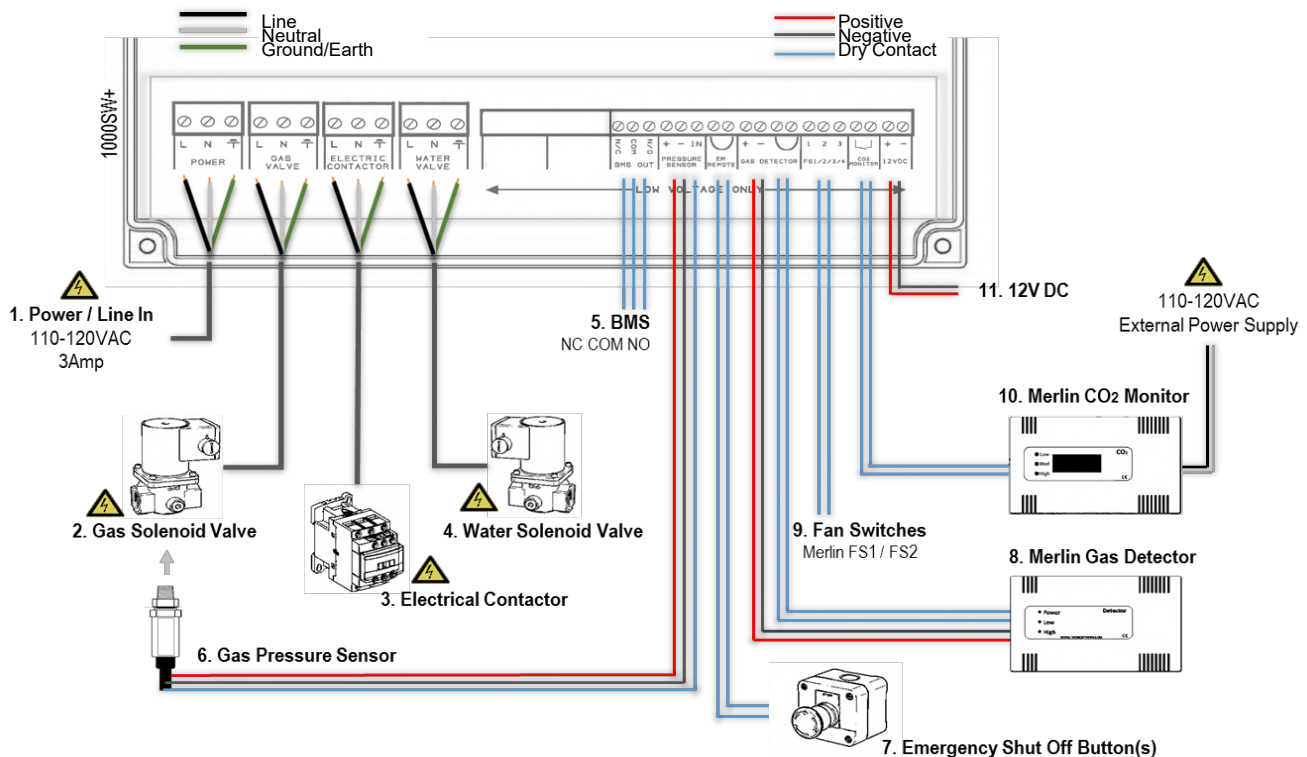 Line
Neutral
Ground/Earth
Positive
Negative
Dry Contact
1000SW+
L N
POWER
L N
GAS
VALVE
L N
ELECTRIC
CONTACTOR
L N
WATER
VALVE
N/C COM N/O
BMS OUT
+ - IN
PRESSURE
SENSOR
EM
REMOTE
+ -
GAS DETECTOR
1 2 3
FS1/2/3/4
CO2
MONITOR
+ -
12VDC
LOW VOLTAGE ONLY
1. Power / Line In
110-120VAC
3Amp
5. BMS
NC COM NO
11. 12V DC
110-120VAC
External Power Supply
10. Merlin CO2 Monitor
Low
Med
High
CO2
CE
2. Gas Solenoid Valve
3. Electrical Contactor
4. Water Solenoid Valve
9. Fan Switches
Merlin FS1 / FS2
8. Merlin Gas Detector
Power
Low
High
Detector
CE
6. Gas Pressure Sensor
7. Emergency Shut Off Button(s)